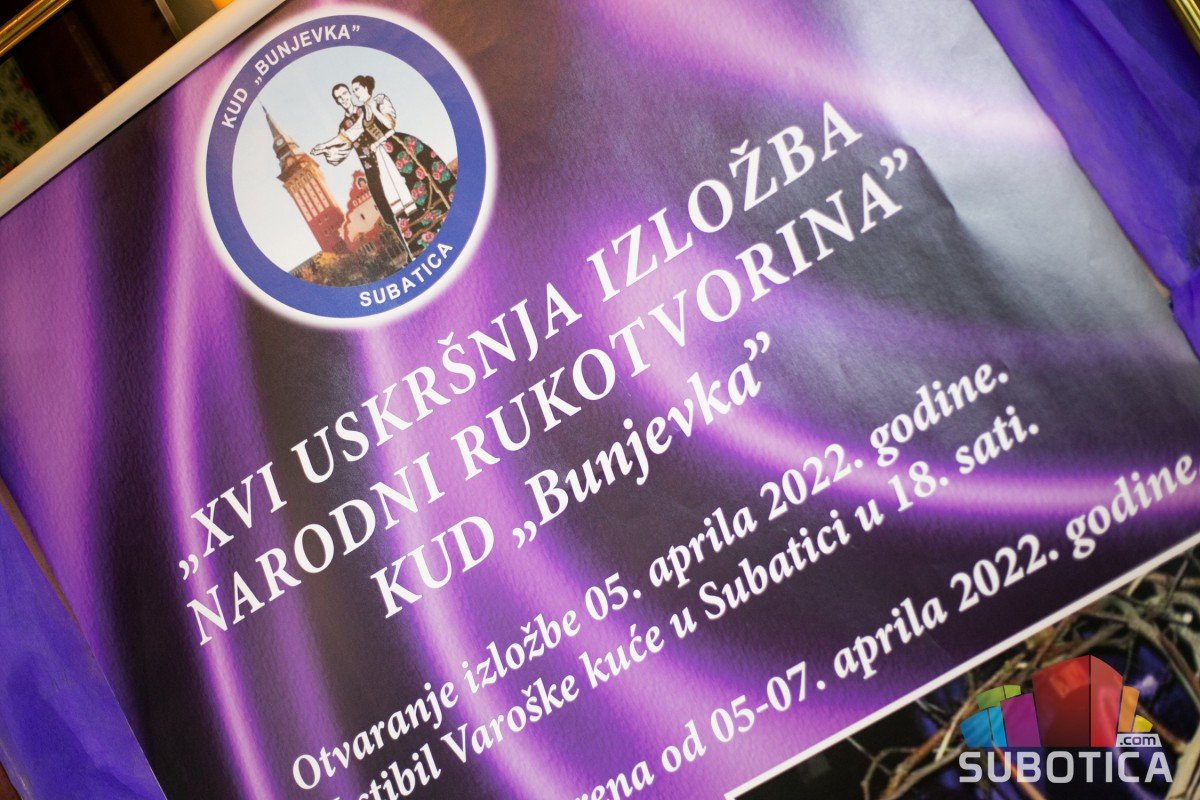 KUD „BUNJEVKA”
SUBATICA
„XVI USKRŠNJA IZLOŽBA
NARODNI RUKOTVORINA”
KUD „Bunjevka”
Otvaranje izložbe 05. aprila 2022. godine.
Varoške kuće u Subatici u 18. sati.
od 05-07. aprila 2022. godine.
.com
SUBOTICA